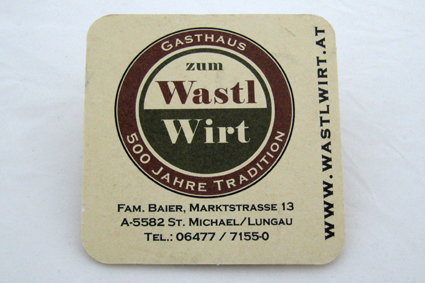 GASTHAUS
zum
Wastl
Wirt
500 JAHRE TRADITION
FAM. BAIER, MARKTSTRASSE 13
A-5582 ST. MICHAEL/LUNGAU
TEL.: 06477 / 7155-0
WWW.WASTLWIRT.AT